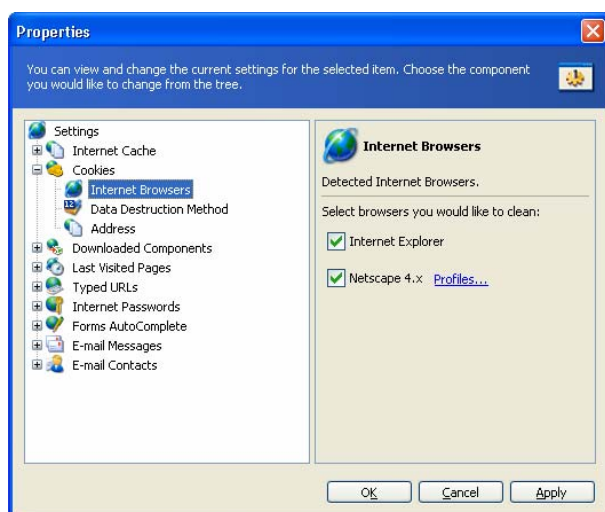 Properties
You can view and change the current settings for the selected item. Choose the component
you would like to change from the tree.
Settings
Internet Cache
Cookies
Internet Browsers
Data Destruction Method
Address
Downloaded Components
Last Visited Pages
Typed URLs
Internet Passwords
Forms AutoComplete
E-mail Messages
E-mail Contacts
Internet Browsers
Detected Internet Browsers.
Select browsers you would like to clean:
Internet Explorer
Netscape 4.x Profiles...
OK Cancel Apply